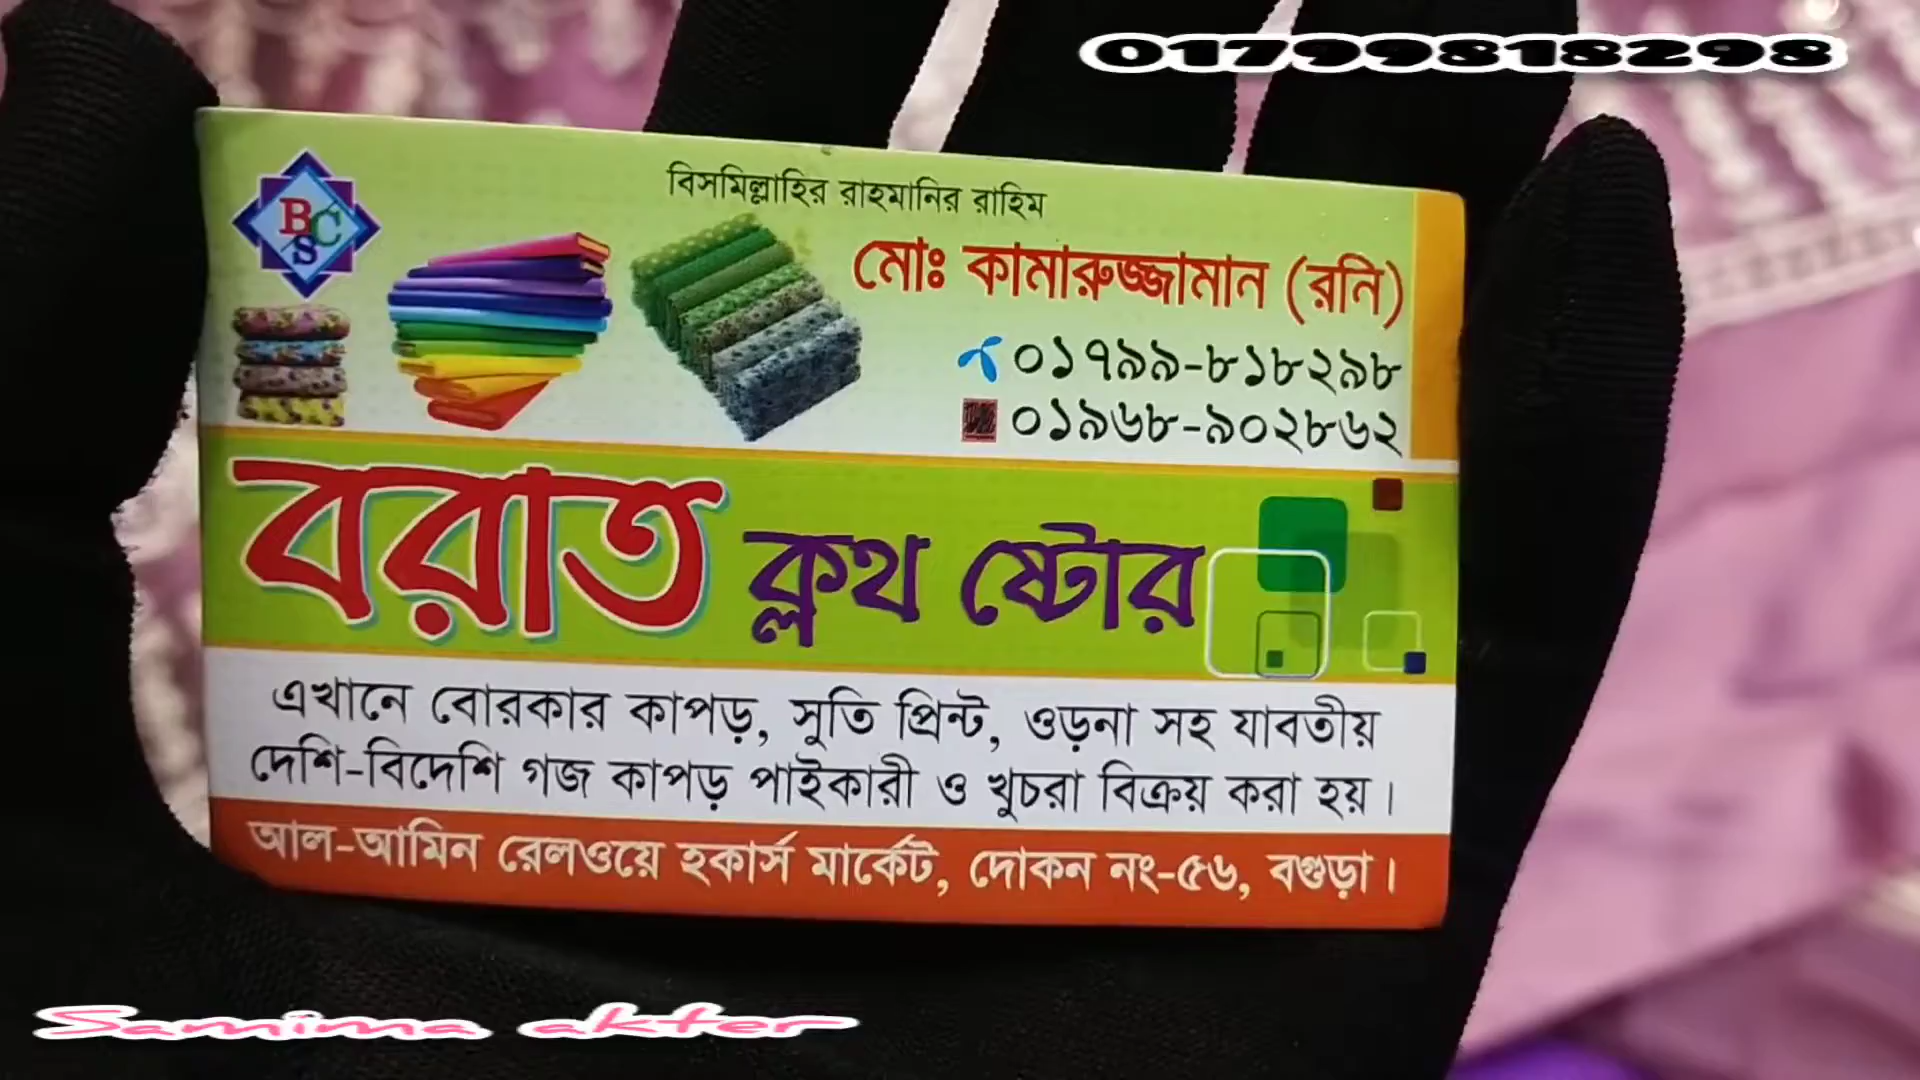 01799818298
BCS
বিসমিল্লাহির রাহমানির রাহিম
মোঃ কামারুজ্জামান (রনি)
০১৭৯৯-৮১৮২৯৮
০১৯৬৮-৯০২৮৬২
বরাত ক্লথ ষ্টোর
এখানে বোরকার কাপড়, সুতি প্রিন্ট, ওড়না সহ যাবতীয়
দেশি-বিদেশি গজ কাপড় পাইকারী ও খুচরা বিক্রয় করা হয়।
আল-আমিন রেলওয়ে হকার্স মার্কেট, দোকন নং-৫৬, বগুড়া।
Samima akter